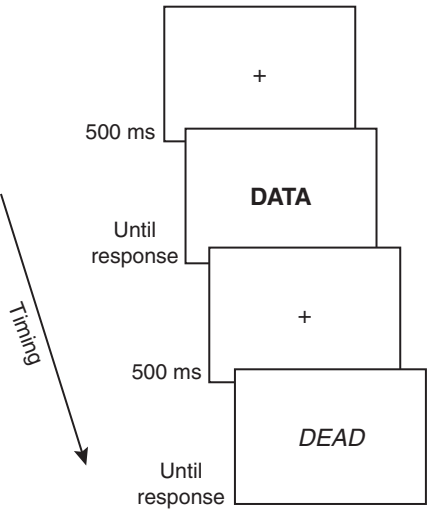 +
500 ms
DATA
Until
response
+
Timing
500 ms
DEAD
Until
response